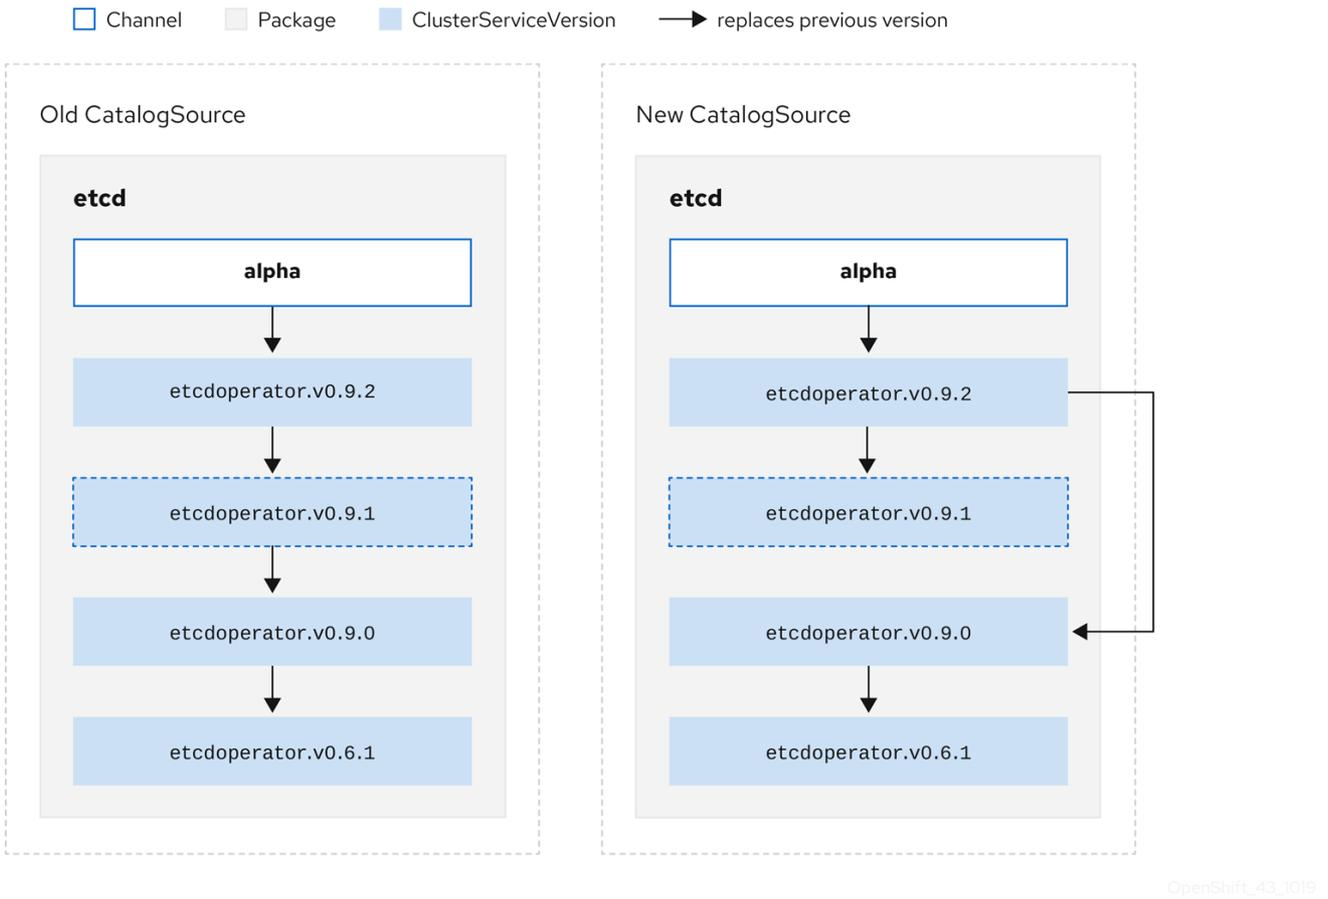 Channel Package ClusterServiceVersion replaces previous version
Old CatalogSource
etcd
alpha
etcdoperator.v0.9.2
etcdoperator.v0.9.1
etcdoperator.v0.9.0
etcdoperator.v0.6.1
New CatalogSource
etcd
alpha
etcdoperator.v0.9.2
etcdoperator.v0.9.1
etcdoperator.v0.9.0
etcdoperator.v0.6.1
OpenShift_43_1019